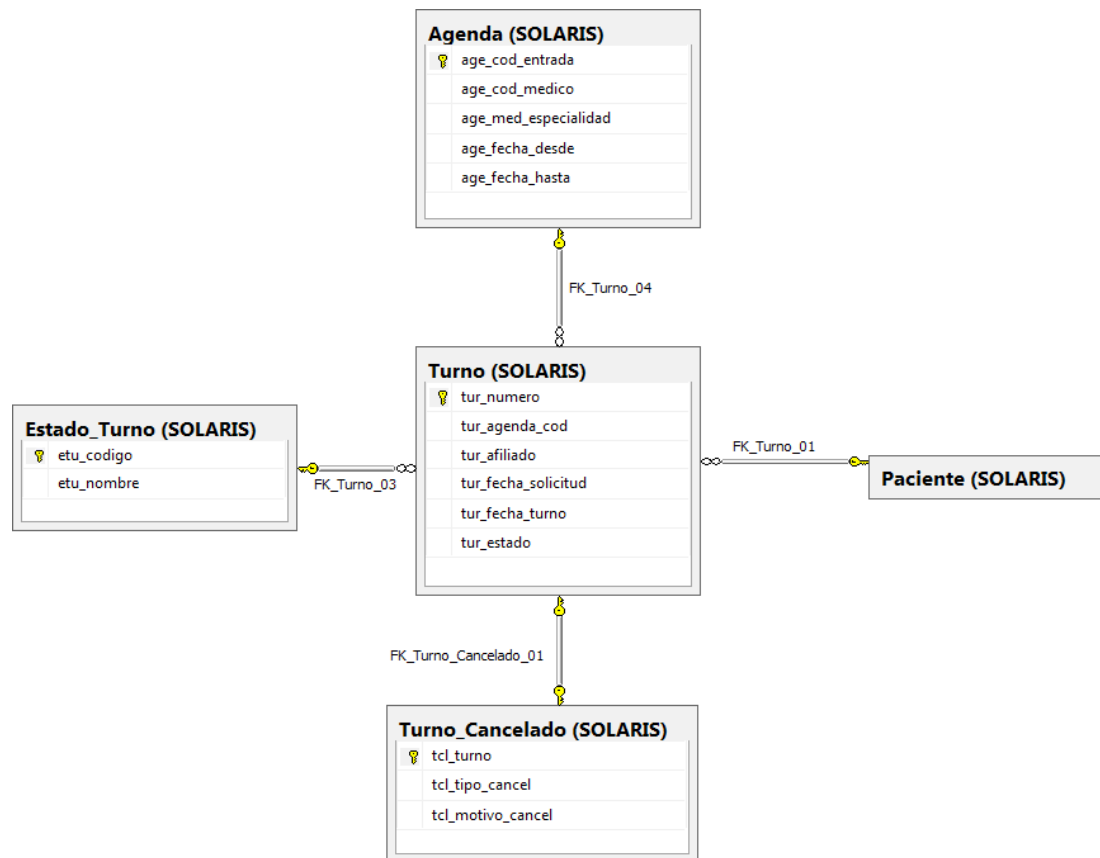 Agenda (SOLARIS)
age_cod_entrada
age_cod_medico
age_med_especialidad
age_fecha_desde
age_fecha_hasta
FK_Turno_04
Turno (SOLARIS)
tur_numero
tur_agenda_cod
tur_afiliado
tur_fecha_solicitud
tur_fecha_turno
tur_estado
Estado_Turno (SOLARIS)
etu_codigo
etu_nombre
FK_Turno_03
FK_Turno_01
Paciente (SOLARIS)
FK_Turno_Cancelado_01
Turno_Cancelado (SOLARIS)
tcl_turno
tcl_tipo_cancel
tcl_motivo_cancel